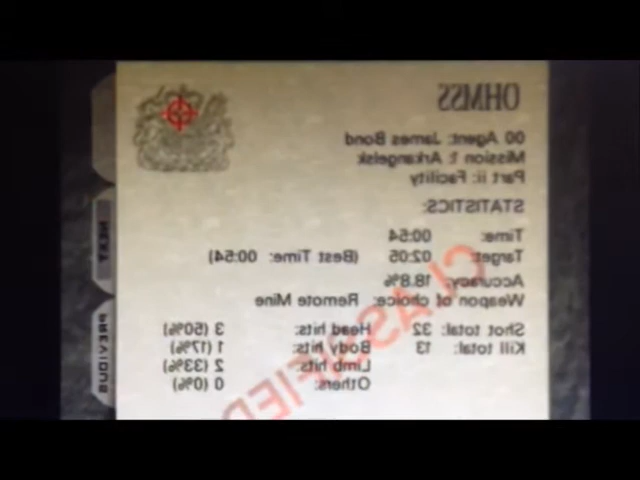 OHMSS
00 Agent: James Bond
Mission 1: Arkangelsk
Part ii: Facility
STATISTICS:
Time: 00:54
Target: 02:05 (Best Time: 00:54)
Accuracy: 18.8%
Weapon of choice: Remote Mine
Shot total: 32 Head hits: 3 (50%)
Kill total: 13 Body hits: 1 (17%)
Limb hits: 2 (33%)
Others: 0 (0%)
CLASSIFIED
NEXT
PREVIOUS